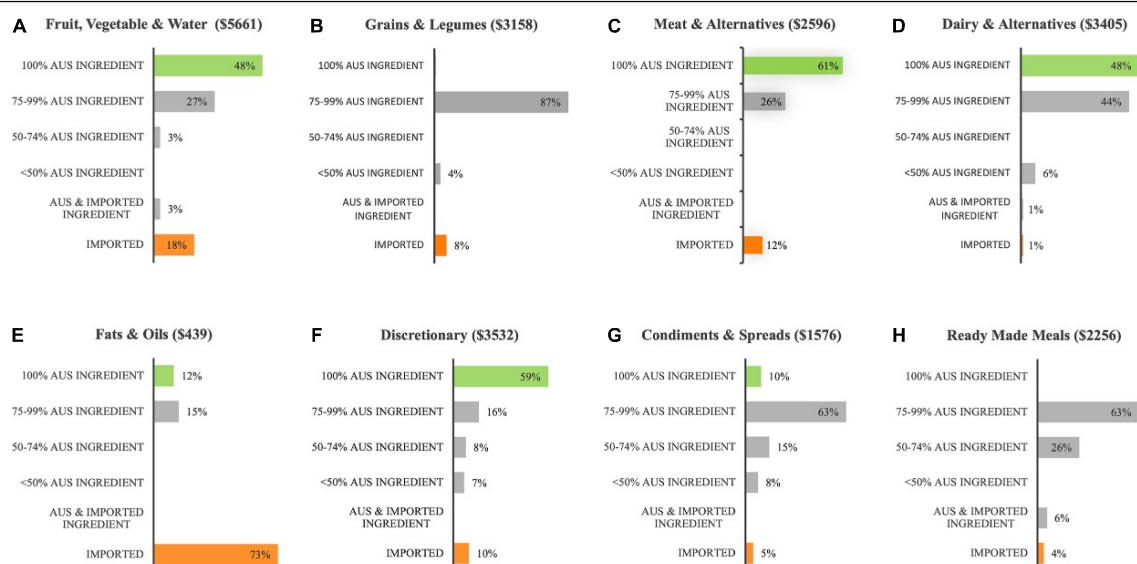 A Fruit, Vegetable & Water ($5661)
100% AUS INGREDIENT 48%
75-99% AUS INGREDIENT 27%
50-74% AUS INGREDIENT 3%
<50% AUS INGREDIENT
AUS & IMPORTED
INGREDIENT 3%
IMPORTED 18%
B Grains & Legumes ($3158)
100% AUS INGREDIENT
75-99% AUS INGREDIENT 87%
50-74% AUS INGREDIENT
<50% AUS INGREDIENT 4%
AUS & IMPORTED
INGREDIENT
IMPORTED 8%
C Meat & Alternatives ($2596)
100% AUS INGREDIENT 61%
75-99% AUS
INGREDIENT 26%
50-74% AUS
INGREDIENT
<50% AUS INGREDIENT
AUS & IMPORTED
INGREDIENT
IMPORTED 12%
D Dairy & Alternatives ($3405)
100% AUS INGREDIENT 48%
75-99% AUS INGREDIENT 44%
50-74% AUS INGREDIENT
<50% AUS INGREDIENT 6%
AUS & IMPORTED
INGREDIENT 1%
IMPORTED 1%
E Fats & Oils ($439)
100% AUS INGREDIENT 12%
75-99% AUS INGREDIENT 15%
50-74% AUS INGREDIENT
<50% AUS INGREDIENT
AUS & IMPORTED
INGREDIENT
IMPORTED 73%
F Discretionary ($3532)
100% AUS INGREDIENT 59%
75-99% AUS INGREDIENT 16%
50-74% AUS INGREDIENT 8%
<50% AUS INGREDIENT 7%
AUS & IMPORTED
INGREDIENT
IMPORTED 10%
G Condiments & Spreads ($1576)
100% AUS INGREDIENT 10%
75-99% AUS INGREDIENT 63%
50-74% AUS INGREDIENT 15%
<50% AUS INGREDIENT 8%
AUS & IMPORTED
INGREDIENT
IMPORTED 5%
H Ready Made Meals ($2256)
100% AUS INGREDIENT
75-99% AUS INGREDIENT 63%
50-74% AUS INGREDIENT 26%
<50% AUS INGREDIENT
AUS & IMPORTED
INGREDIENT 6%
IMPORTED 4%